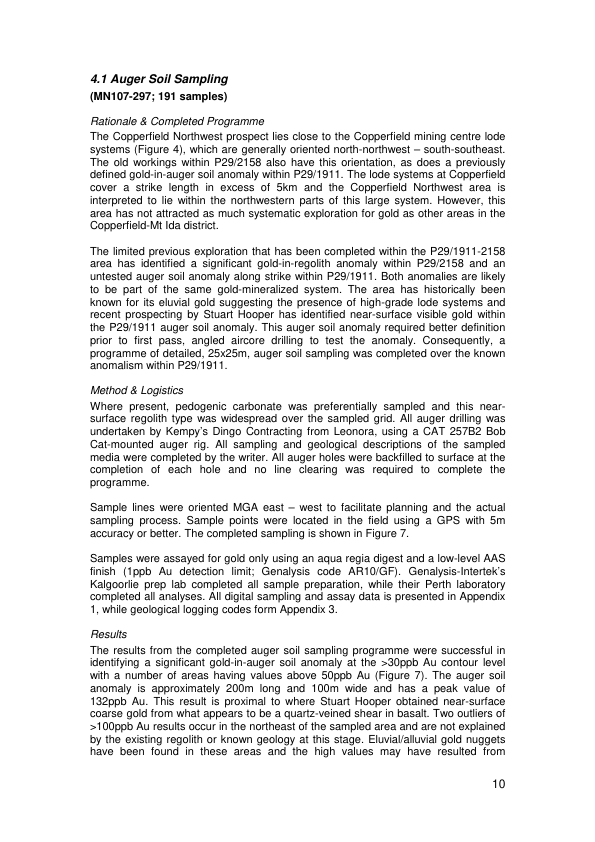 4.1 Auger Soil Sampling
(MN107-297; 191 samples)
Rationale & Completed Programme
The Copperfield Northwest prospect lies close to the Copperfield mining centre lode
systems (Figure 4), which are generally oriented north-northwest – south-southeast.
The old workings within P29/2158 also have this orientation, as does a previously
defined gold-in-auger soil anomaly within P29/1911. The lode systems at Copperfield
cover a strike length in excess of 5km and the Copperfield Northwest area is
interpreted to lie within the northwestern parts of this large system. However, this
area has not attracted as much systematic exploration for gold as other areas in the
Copperfield-Mt Ida district.
The limited previous exploration that has been completed within the P29/1911-2158
area has identified a significant gold-in-regolith anomaly within P29/2158 and an
untested auger soil anomaly along strike within P29/1911. Both anomalies are likely
to be part of the same gold-mineralized system. The area has historically been
known for its eluvial gold suggesting the presence of high-grade lode systems and
recent prospecting by Stuart Hooper has identified near-surface visible gold within
the P29/1911 auger soil anomaly. This auger soil anomaly required better definition
prior to first pass, angled aircore drilling to test the anomaly. Consequently, a
programme of detailed, 25x25m, auger soil sampling was completed over the known
anomalism within P29/1911.
Method & Logistics
Where present, pedogenic carbonate was preferentially sampled and this near-
surface regolith type was widespread over the sampled grid. All auger drilling was
undertaken by Kempy's Dingo Contracting from Leonora, using a CAT 257B2 Bob
Cat-mounted auger rig. All sampling and geological descriptions of the sampled
media were completed by the writer. All auger holes were backfilled to surface at the
completion of each hole and no line clearing was required to complete the
programme.
Sample lines were oriented MGA east – west to facilitate planning and the actual
sampling process. Sample points were located in the field using a GPS with 5m
accuracy or better. The completed sampling is shown in Figure 7.
Samples were assayed for gold only using an aqua regia digest and a low-level AAS
finish (1ppb Au detection limit; Genalysis code AR10/GF). Genalysis-Intertek's
Kalgoorlie prep lab completed all sample preparation, while their Perth laboratory
completed all analyses. All digital sampling and assay data is presented in Appendix
1, while geological logging codes form Appendix 3.
Results
The results from the completed auger soil sampling programme were successful in
identifying a significant gold-in-auger soil anomaly at the >30ppb Au contour level
with a number of areas having values above 50ppb Au (Figure 7). The auger soil
anomaly is approximately 200m long and 100m wide and has a peak value of
132ppb Au. This result is proximal to where Stuart Hooper obtained near-surface
coarse gold from what appears to be a quartz-veined shear in basalt. Two outliers of
>100ppb Au results occur in the northeast of the sampled area and are not explained
by the existing regolith or known geology at this stage. Eluvial/alluvial gold nuggets
have been found in these areas and the high values may have resulted from
10